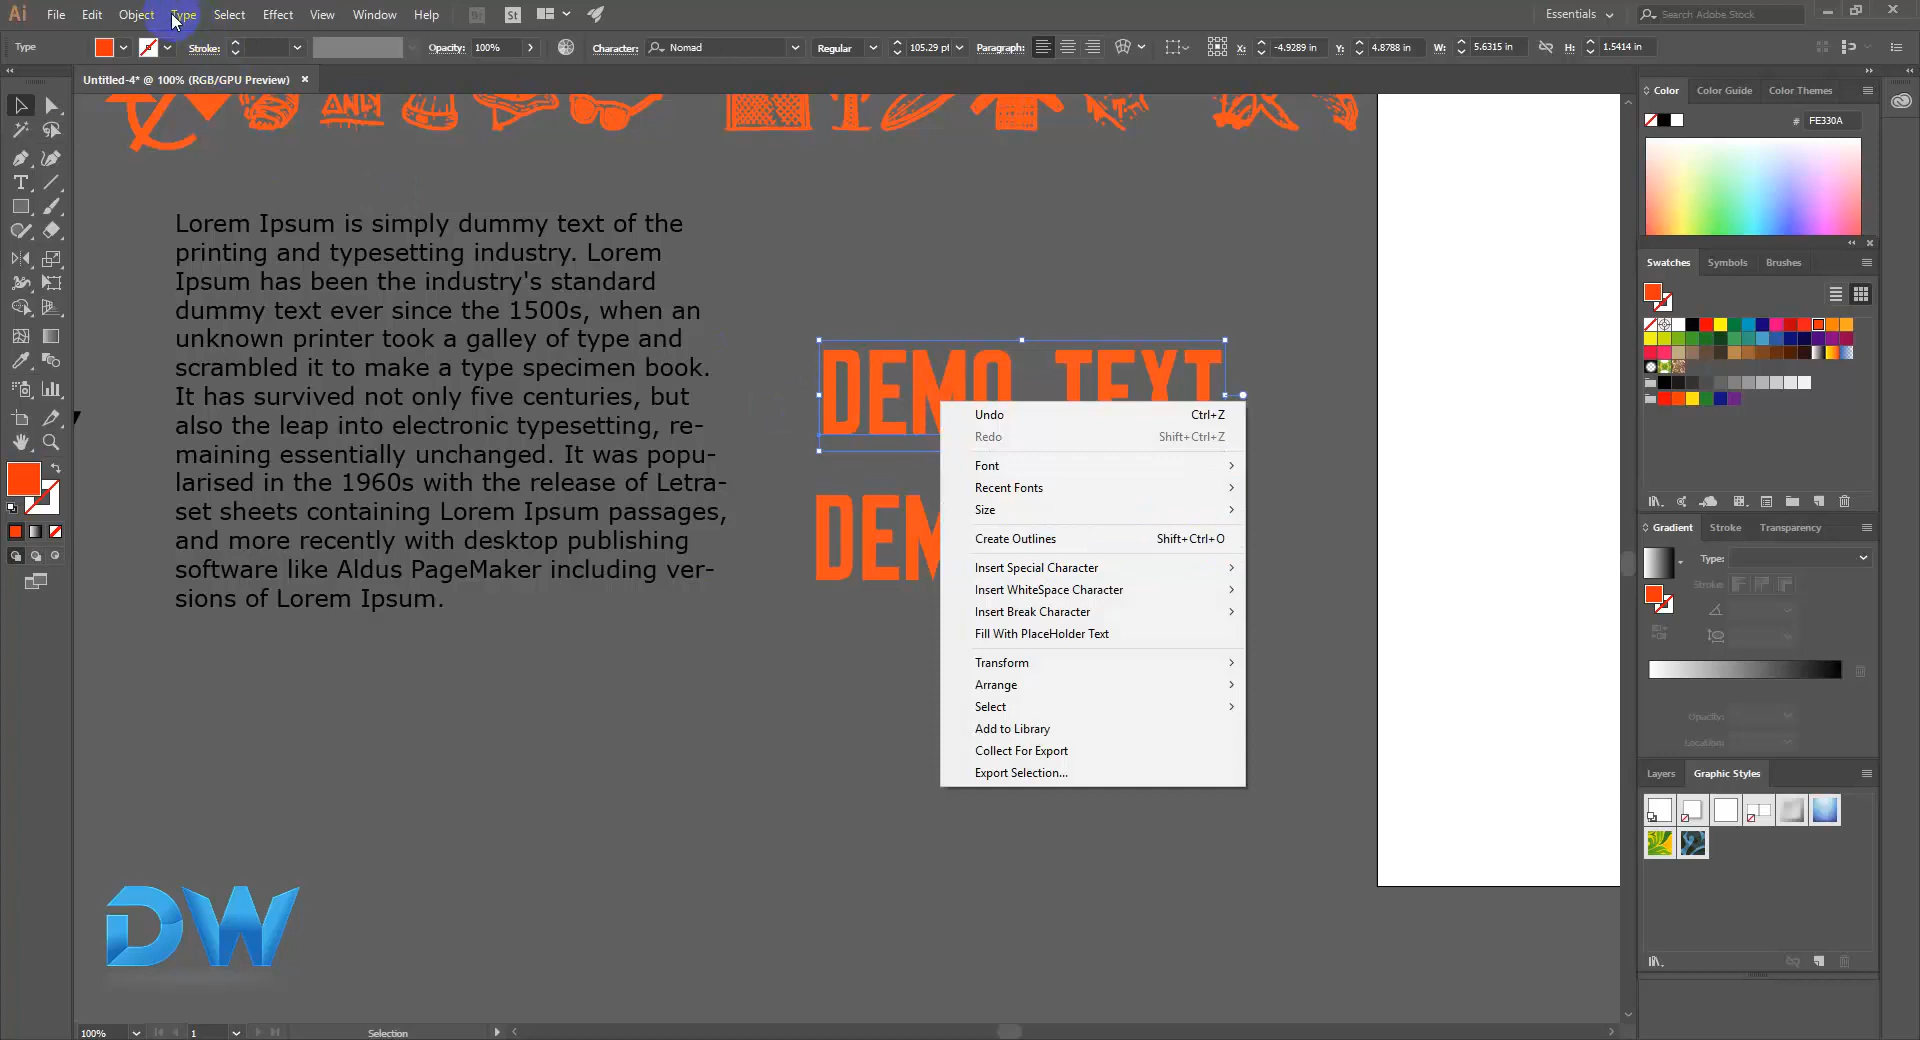 Ai File Edit Object Type Select Effect View Window Help Br St Essentials Search Adobe Stock
Type Stroke: Opacity: 100% Character: Nomad Regular 105.29 pt Paragraph: X: -4.9289 in Y: 4.8788 in W: 5.6315 in H: 1.5414 in
Untitled-4* @ 100% (RGB/GPU Preview)
ANLY
Lorem Ipsum is simply dummy text of the
printing and typesetting industry. Lorem
Ipsum has been the industry's standard
dummy text ever since the 1500s, when an
unknown printer took a galley of type and
scrambled it to make a type specimen book.
It has survived not only five centuries, but
also the leap into electronic typesetting, re-
maining essentially unchanged. It was popu-
larised in the 1960s with the release of Letra-
set sheets containing Lorem Ipsum passages,
and more recently with desktop publishing
software like Aldus PageMaker including ver-
sions of Lorem Ipsum.
DEMO TEXT
DEM
Undo Ctrl+Z
Redo Shift+Ctrl+Z
Font
Recent Fonts
Size
Create Outlines Shift+Ctrl+O
Insert Special Character
Insert WhiteSpace Character
Insert Break Character
Fill With PlaceHolder Text
Transform
Arrange
Select
Add to Library
Collect For Export
Export Selection...
DW
Color Color Guide Color Themes
# FE330A
Swatches Symbols Brushes
Gradient Stroke Transparency
Type:
Stroke:
Opacity:
Location:
Layers Graphic Styles
100% 1 Selection